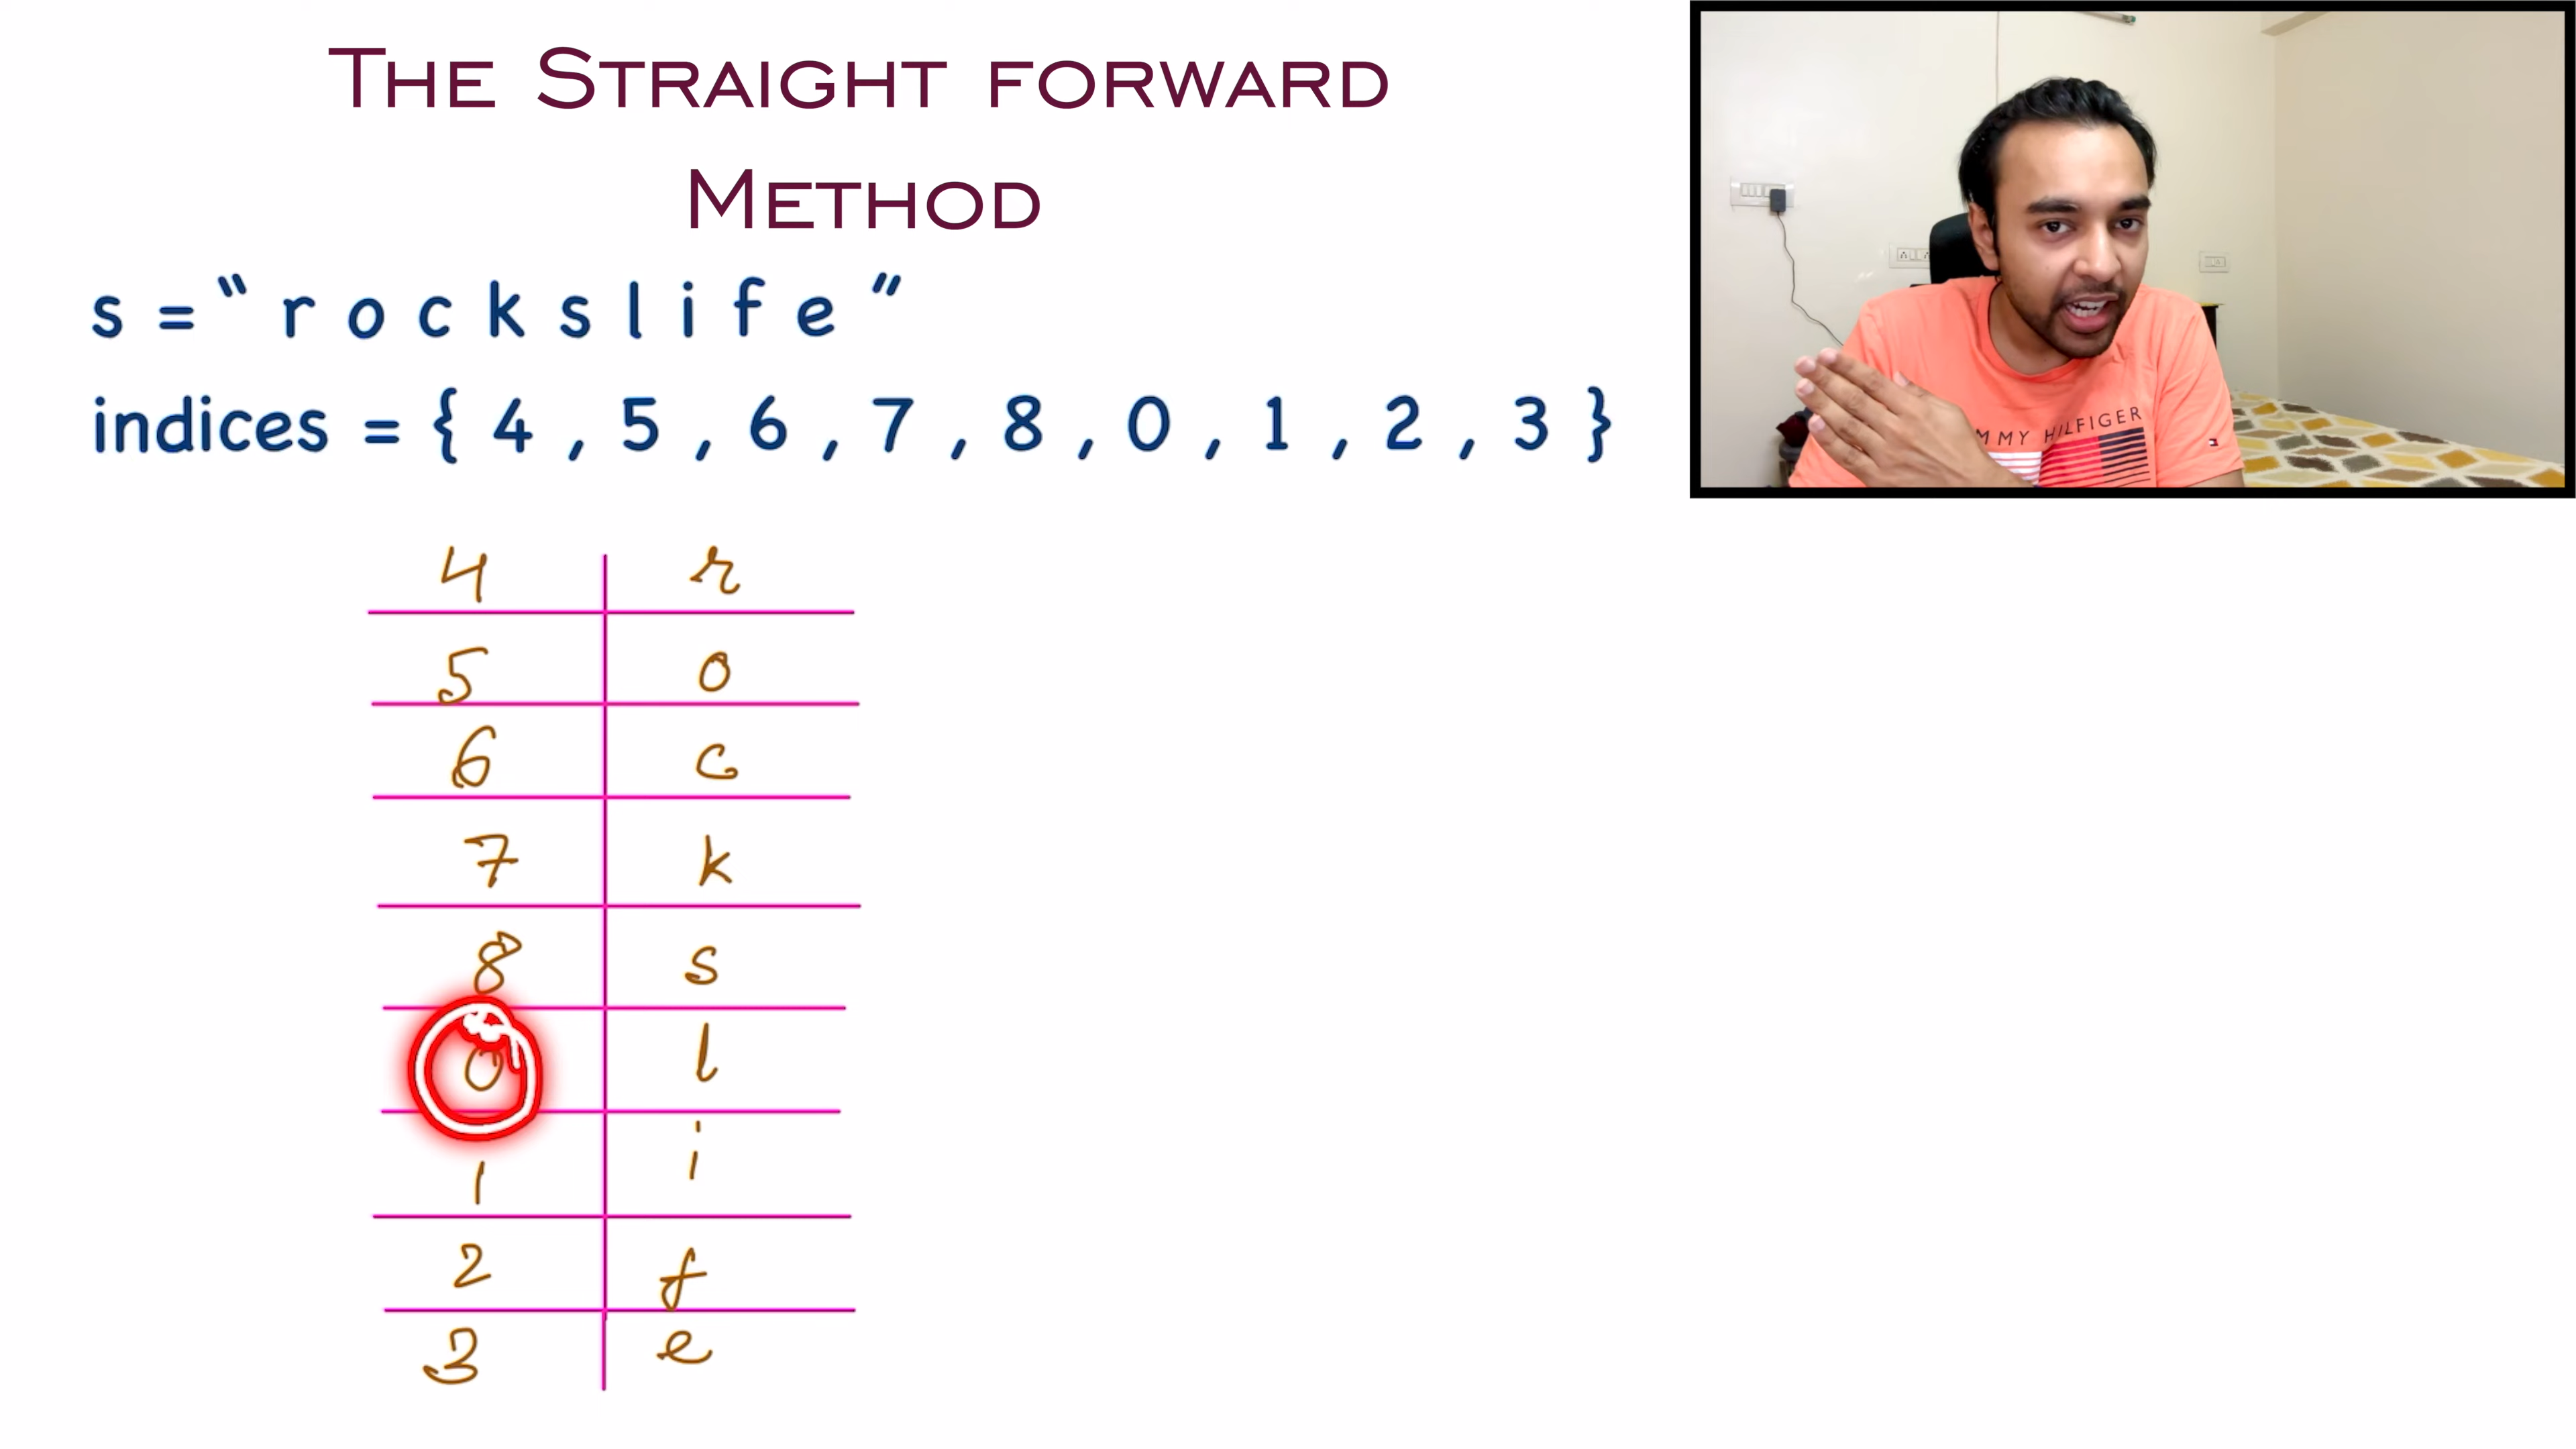 THE STRAIGHT FORWARD
METHOD
s = “ r o c k s l i f e ”
indices = { 4 , 5 , 6 , 7 , 8 , 0 , 1 , 2 , 3 }
MMY HILFIGER
4 r
5 o
6 c
7 k
8 s
0 l
1 i
2 f
3 e